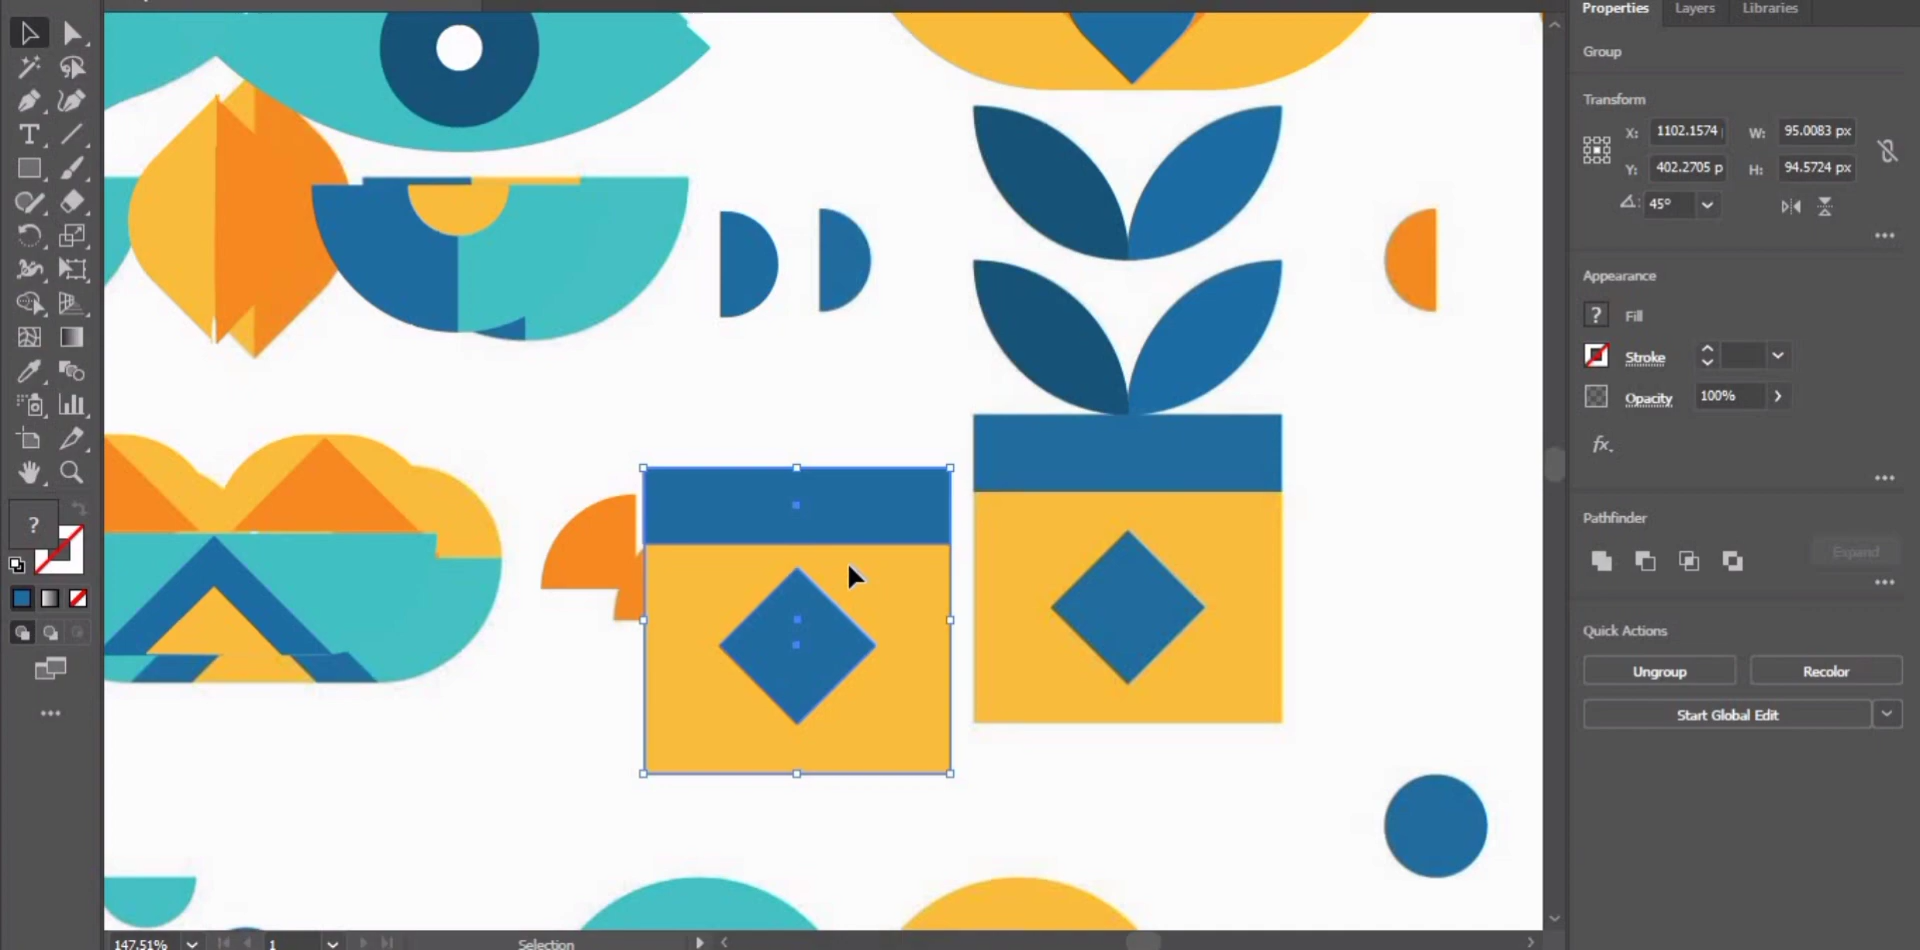 Properties Layers Libraries
Group
Transform
X: 1102.1574 W: 95.0083 px
Y: 402.2705 p H: 94.5724 px
45°
Appearance
? Fill
Stroke
Opacity 100%
fx.
Pathfinder
Expand
Quick Actions
Ungroup Recolor
Start Global Edit
T
?
147.51% 1 Selection